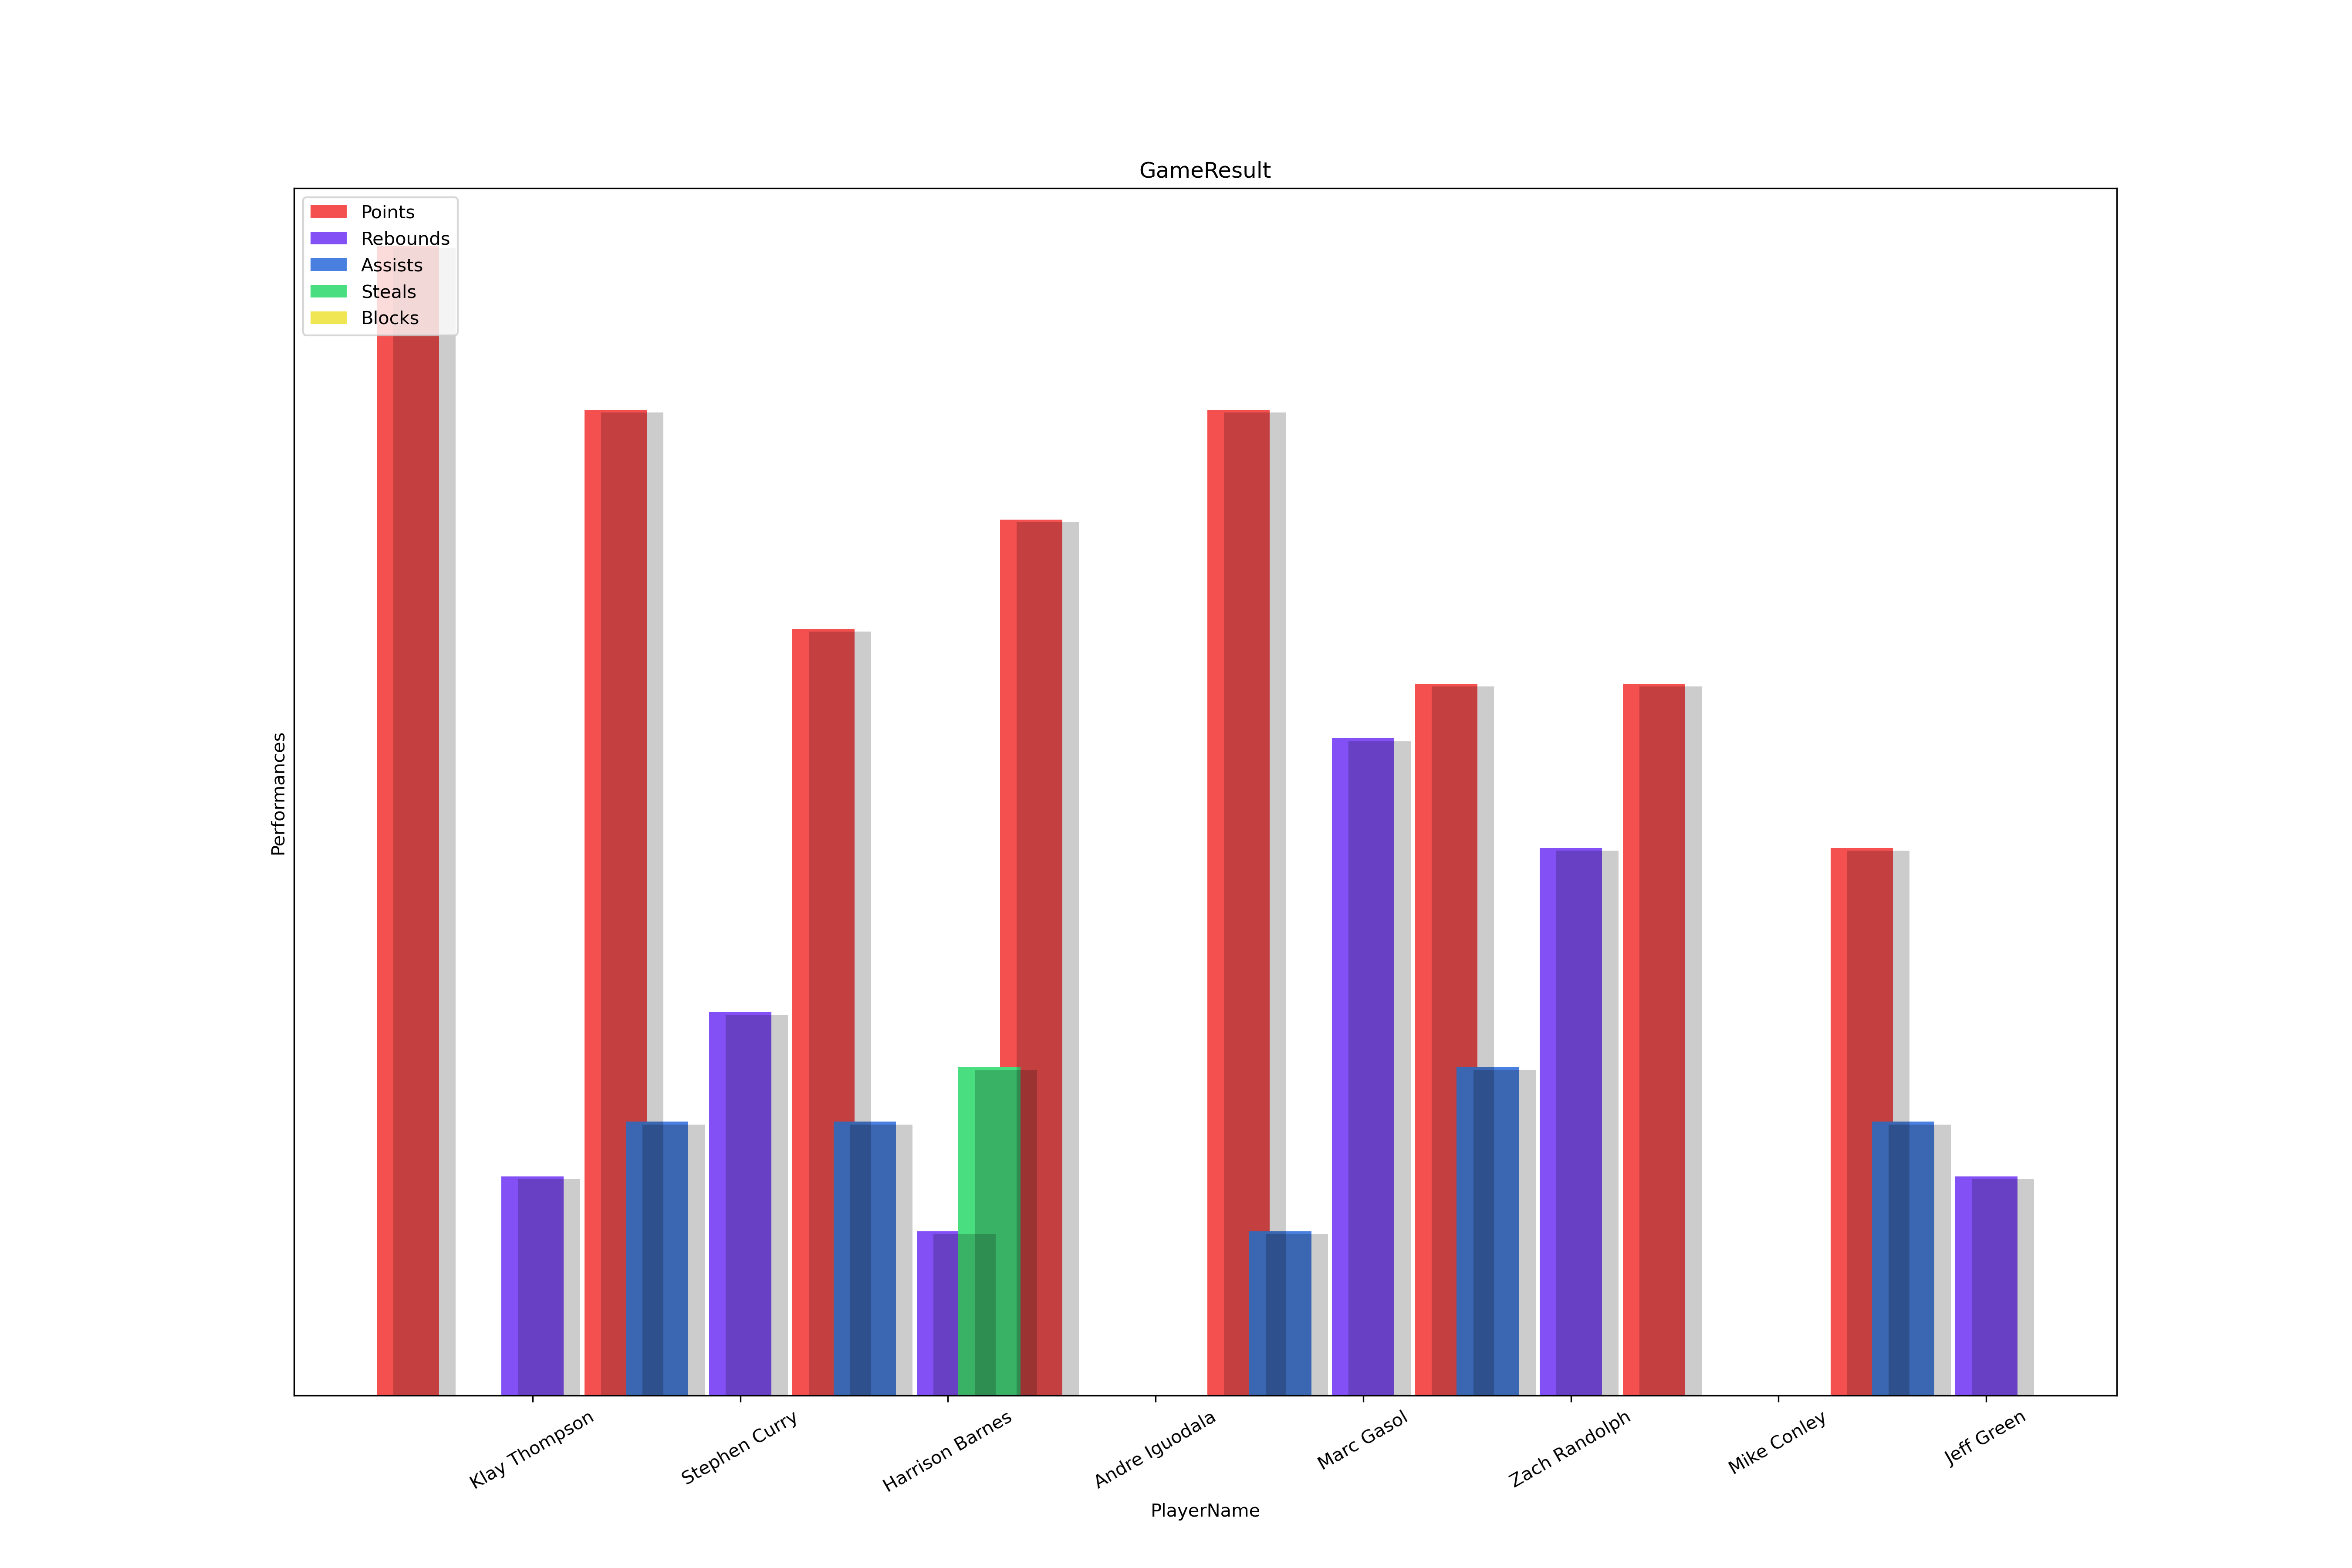 GameResult
Points
Rebounds
Assists
Steals
Blocks
Performances
Klay Thompson
Stephen Curry
Harrison Barnes
Andre Iguodala
Marc Gasol
Zach Randolph
Mike Conley
Jeff Green
PlayerName